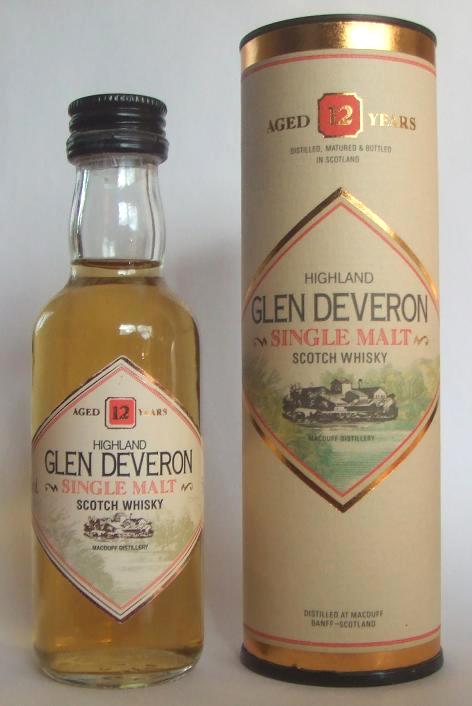 AGED 12 YEARS
HIGHLAND
GLEN DEVERON
SINGLE MALT
SCOTCH WHISKY
MACDUFF DISTILLERY
AGED 12 YEARS
DISTILLED, MATURED & BOTTLED
IN SCOTLAND
HIGHLAND
GLEN DEVERON
SINGLE MALT
SCOTCH WHISKY
MACDUFF DISTILLERY
DISTILLED AT MACDUFF
BANFF-SCOTLAND